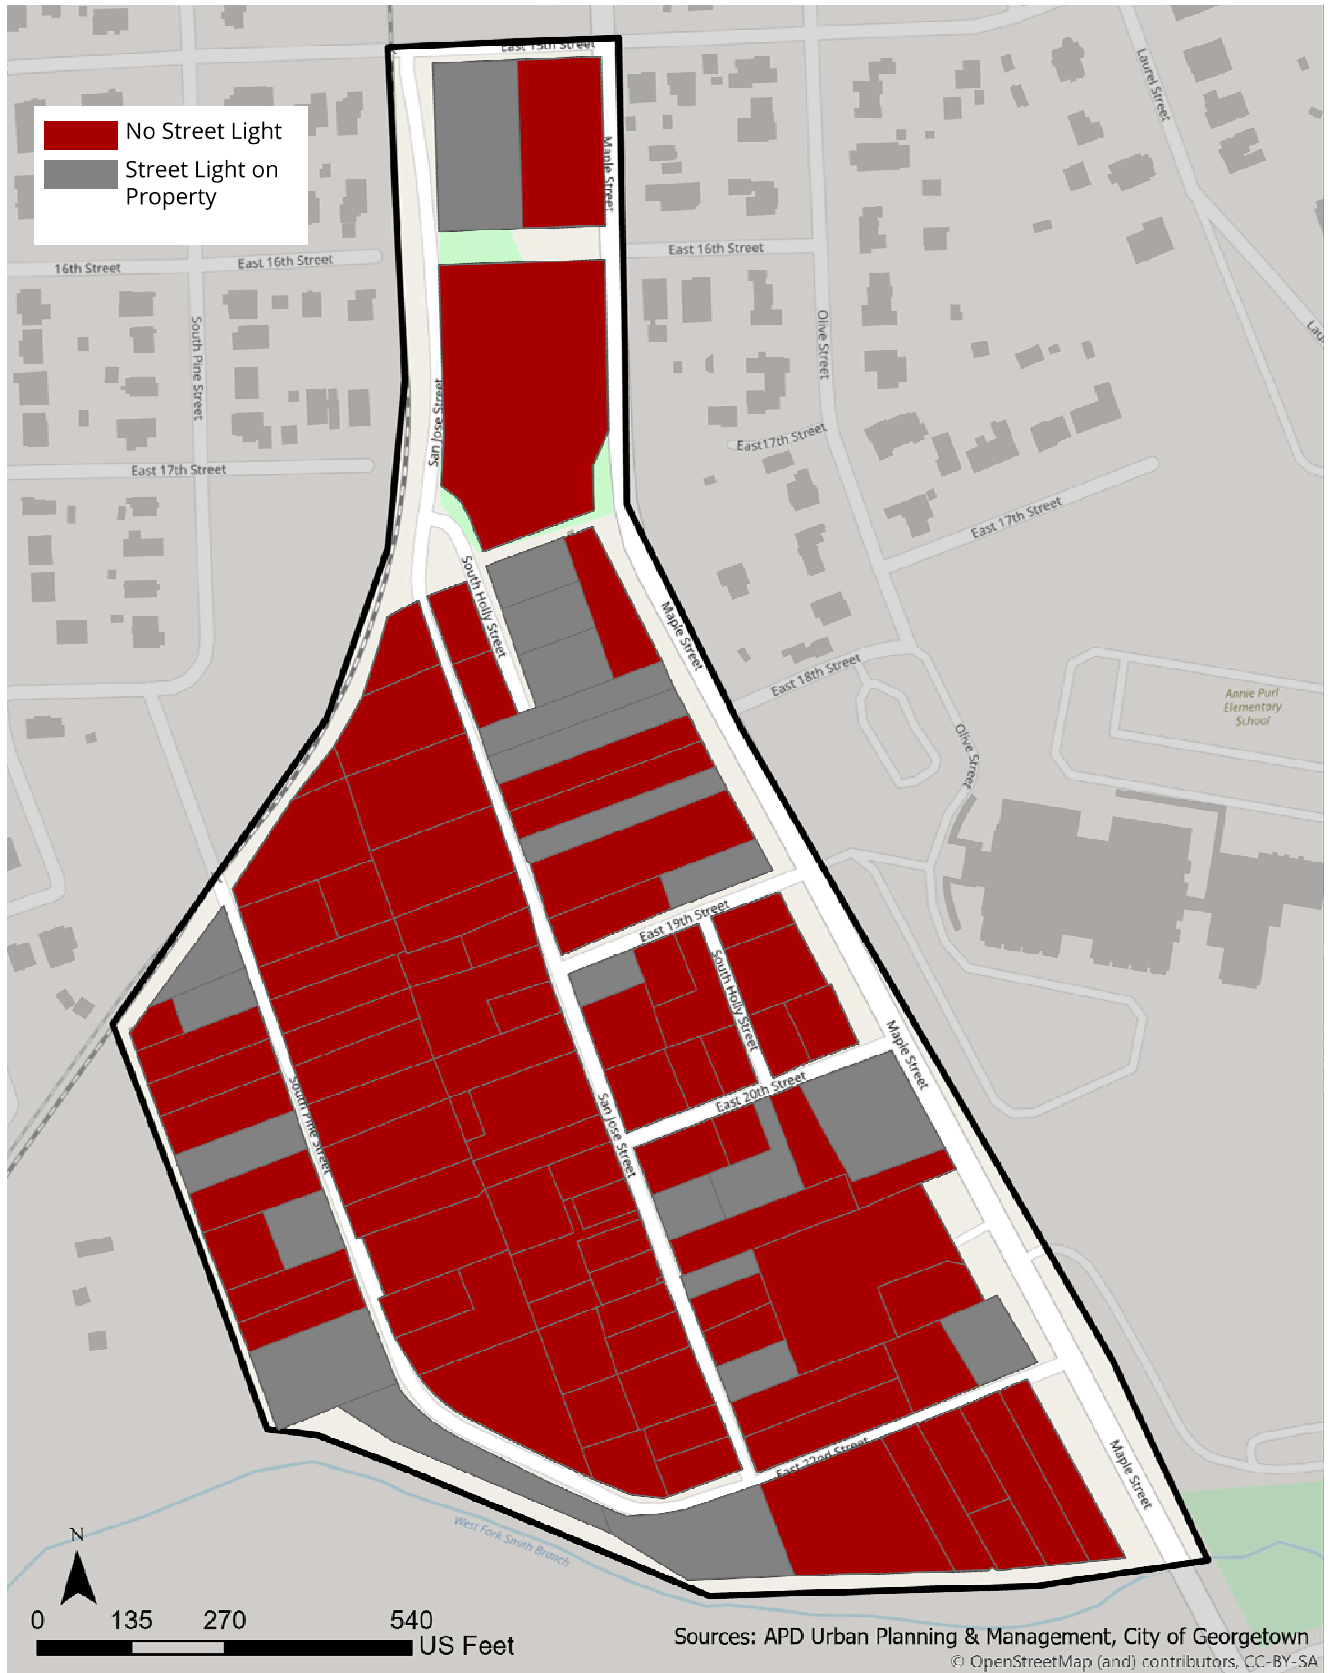 East 15th Street
Laurel Street
No Street Light
Street Light on
Property
Maple Street
16th Street
East 16th Street
East 16th Street
South Pine Street
Olive Street
San Jose Street
East 17th Street
East 17th Street
East 17th Street
South Holly Street
Maple Street
East 18th Street
Annie Purl
Elementary
School
Olive Street
East 19th Street
South Holly Street
Maple Street
South Pine Street
East 20th Street
San Jose Street
East 22nd Street
Maple Street
West Fork Smith Branch
N
0 135 270 540
US Feet
Sources: APD Urban Planning & Management, City of Georgetown
© OpenStreetMap (and) contributors, CC-BY-SA